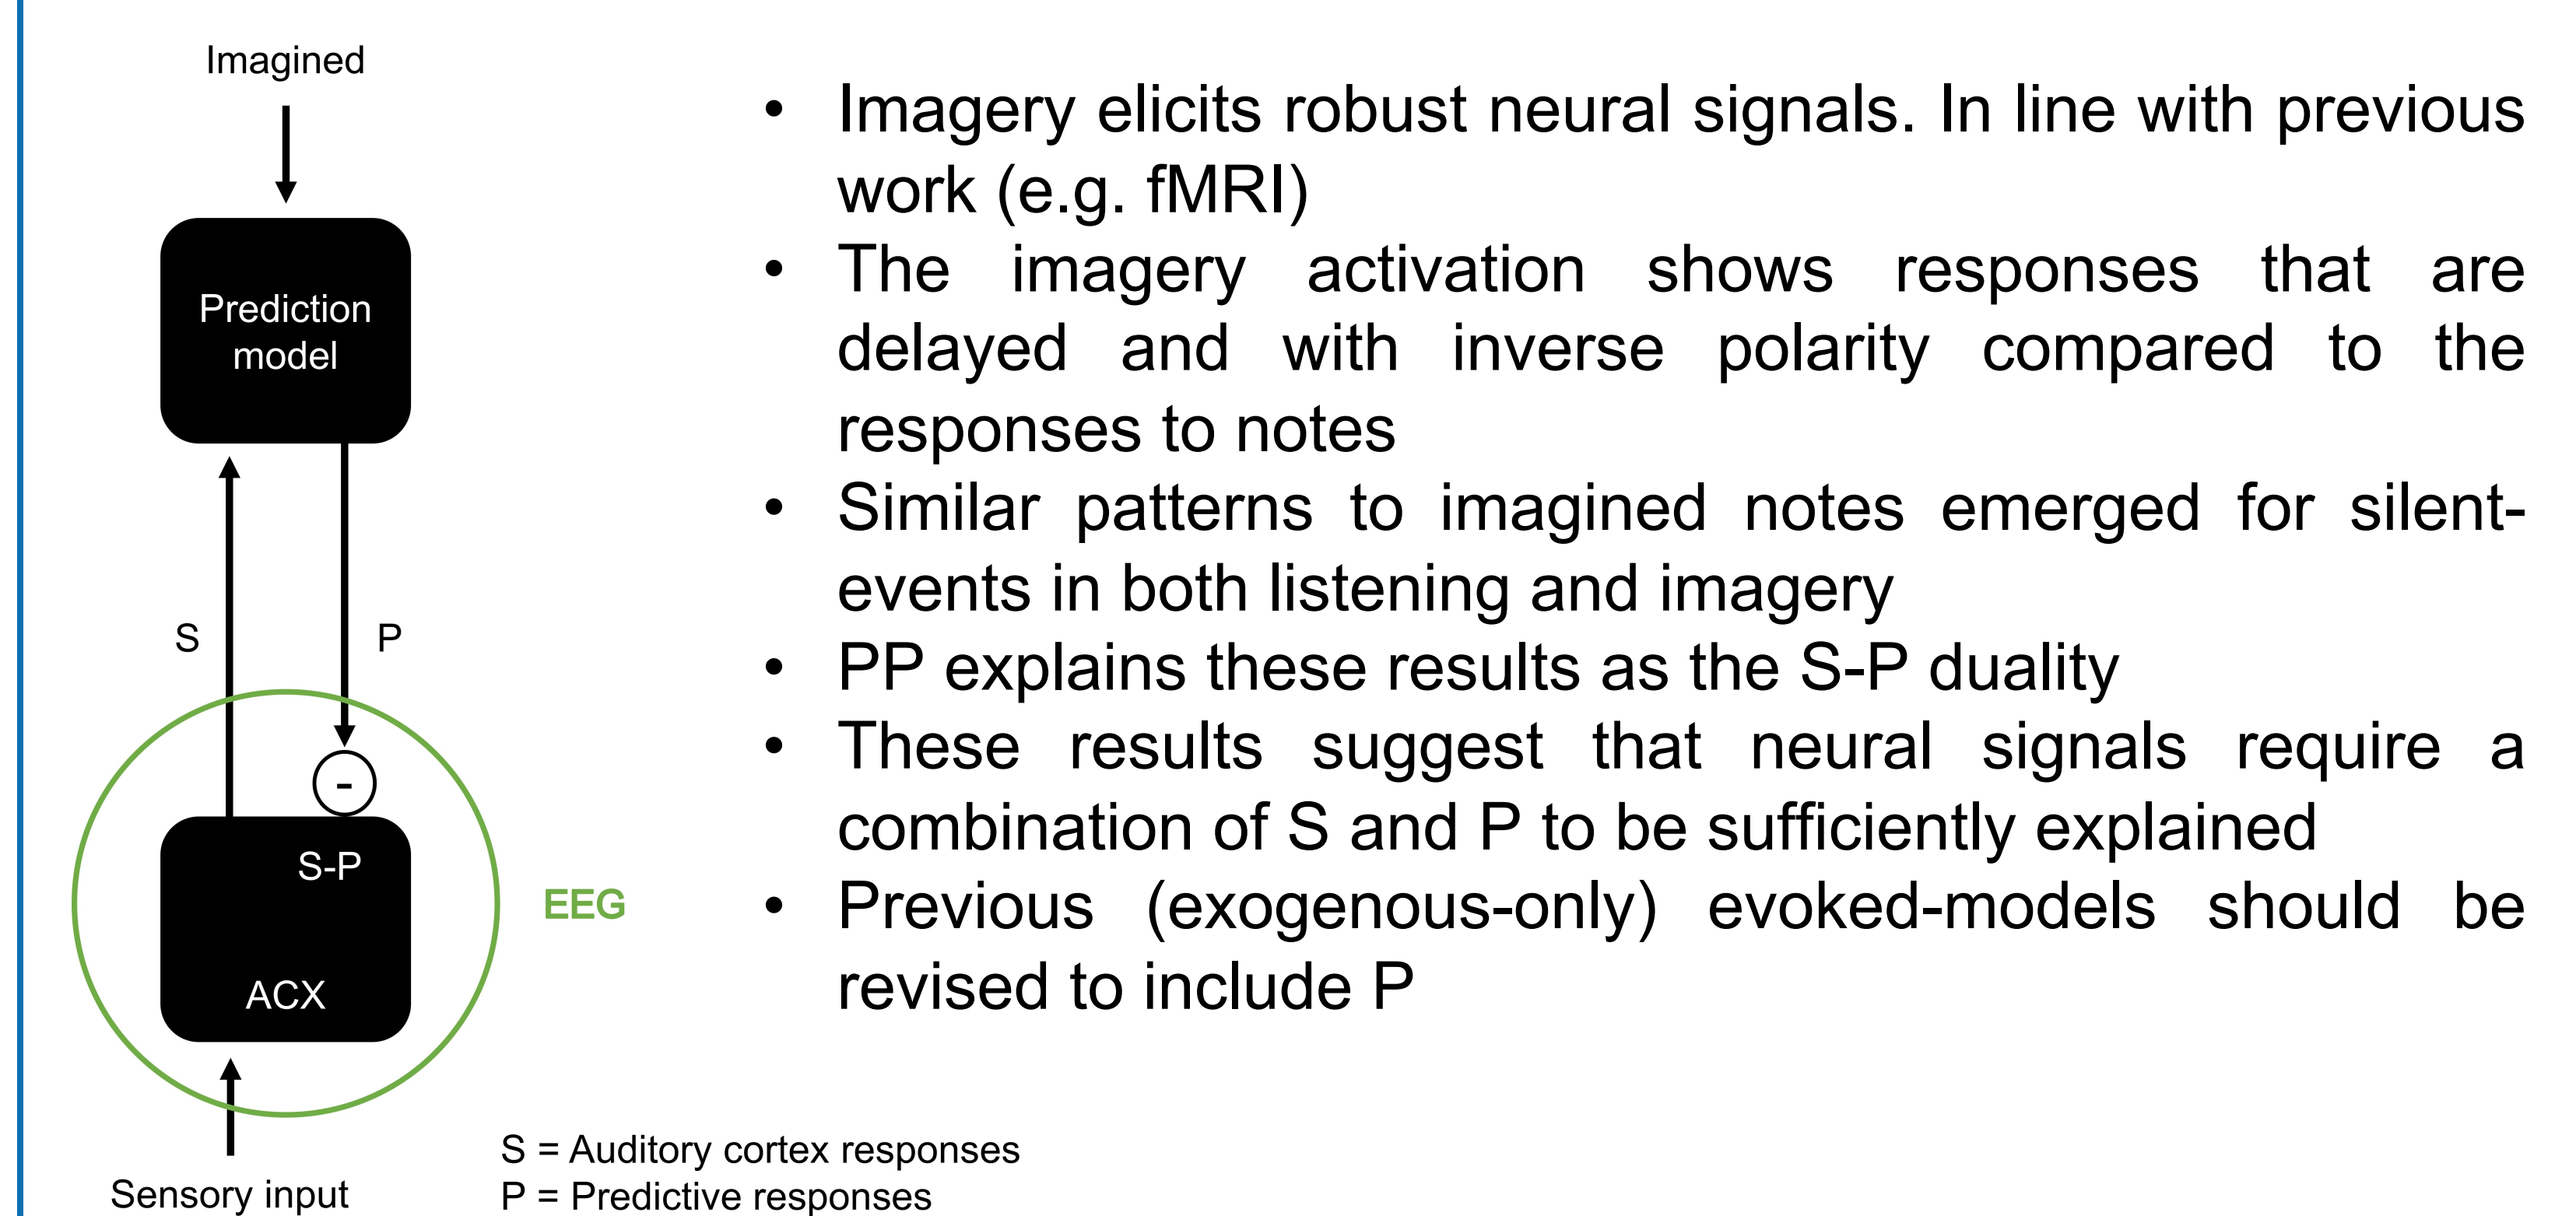 Imagined
Prediction
model
S
P
-
S-P
ACX
EEG
Sensory input
S = Auditory cortex responses
P = Predictive responses
• Imagery elicits robust neural signals. In line with previous
work (e.g. fMRI)
• The imagery activation shows responses that are
delayed and with inverse polarity compared to the
responses to notes
• Similar patterns to imagined notes emerged for silent-
events in both listening and imagery
• PP explains these results as the S-P duality
• These results suggest that neural signals require a
combination of S and P to be sufficiently explained
• Previous (exogenous-only) evoked-models should be
revised to include P